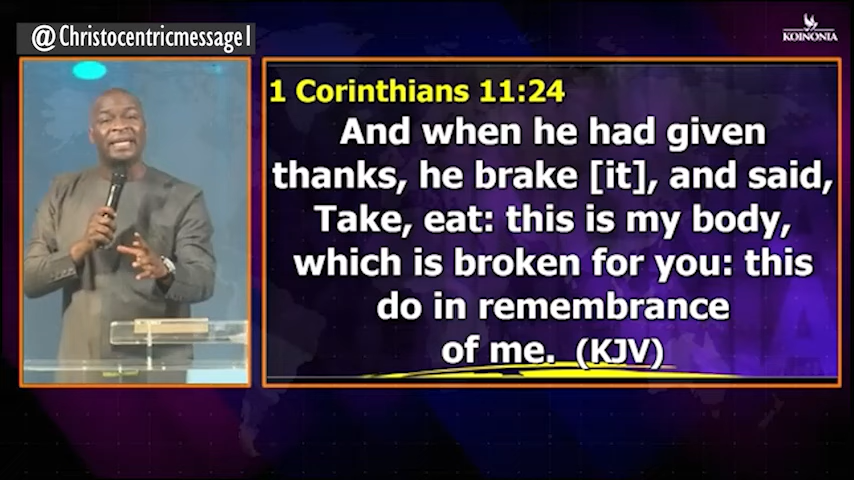 @Christocentricmessage1
KOINONIA
1 Corinthians 11:24
And when he had given
thanks, he brake [it], and said,
Take, eat: this is my body,
which is broken for you: this
do in remembrance
of me. (KJV)